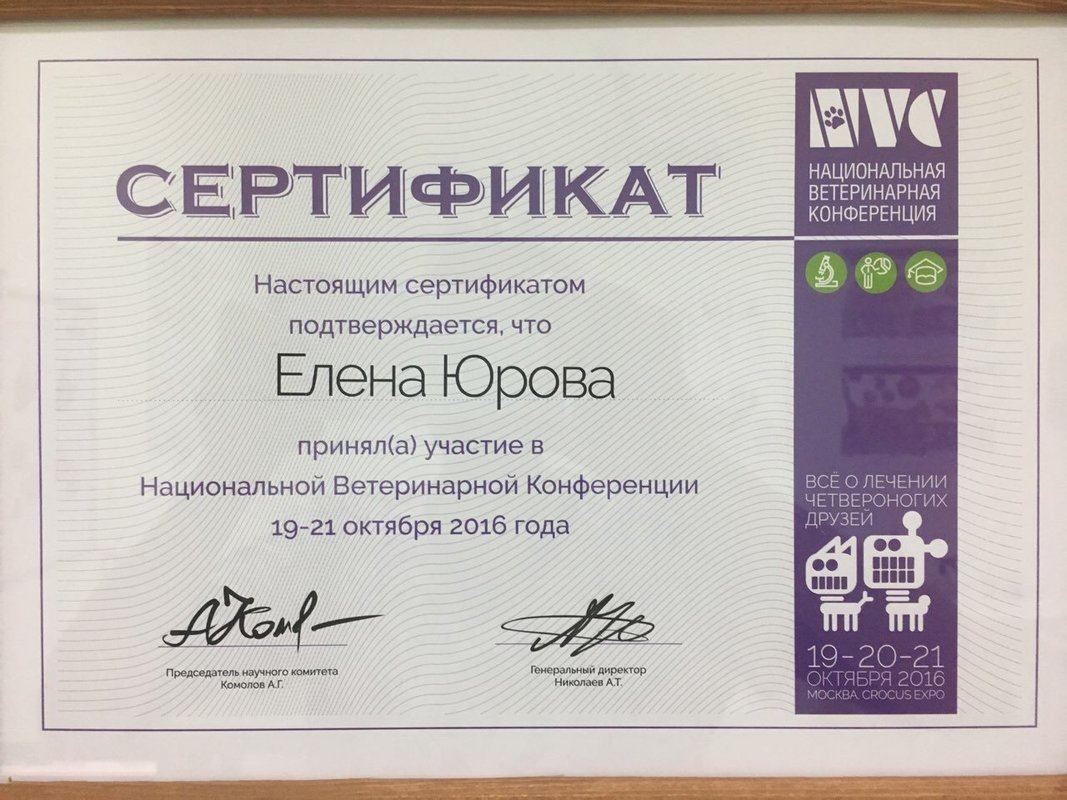 СЕРТИФИКАТ
Настоящим сертификатом
подтверждается, что
Елена Юрова
принял(а) участие в
Национальной Ветеринарной Конференции
19-21 октября 2016 года
Председатель научного комитета
Комолов А.Г.
Генеральный директор
Николаев А.Т.
NVC
НАЦИОНАЛЬНАЯ
ВЕТЕРИНАРНАЯ
КОНФЕРЕНЦИЯ
ВСЁ О ЛЕЧЕНИИ
ЧЕТВЕРОНОГИХ
ДРУЗЕЙ
19-20-21
ОКТЯБРЯ 2016
МОСКВА, CROCUS EXPO